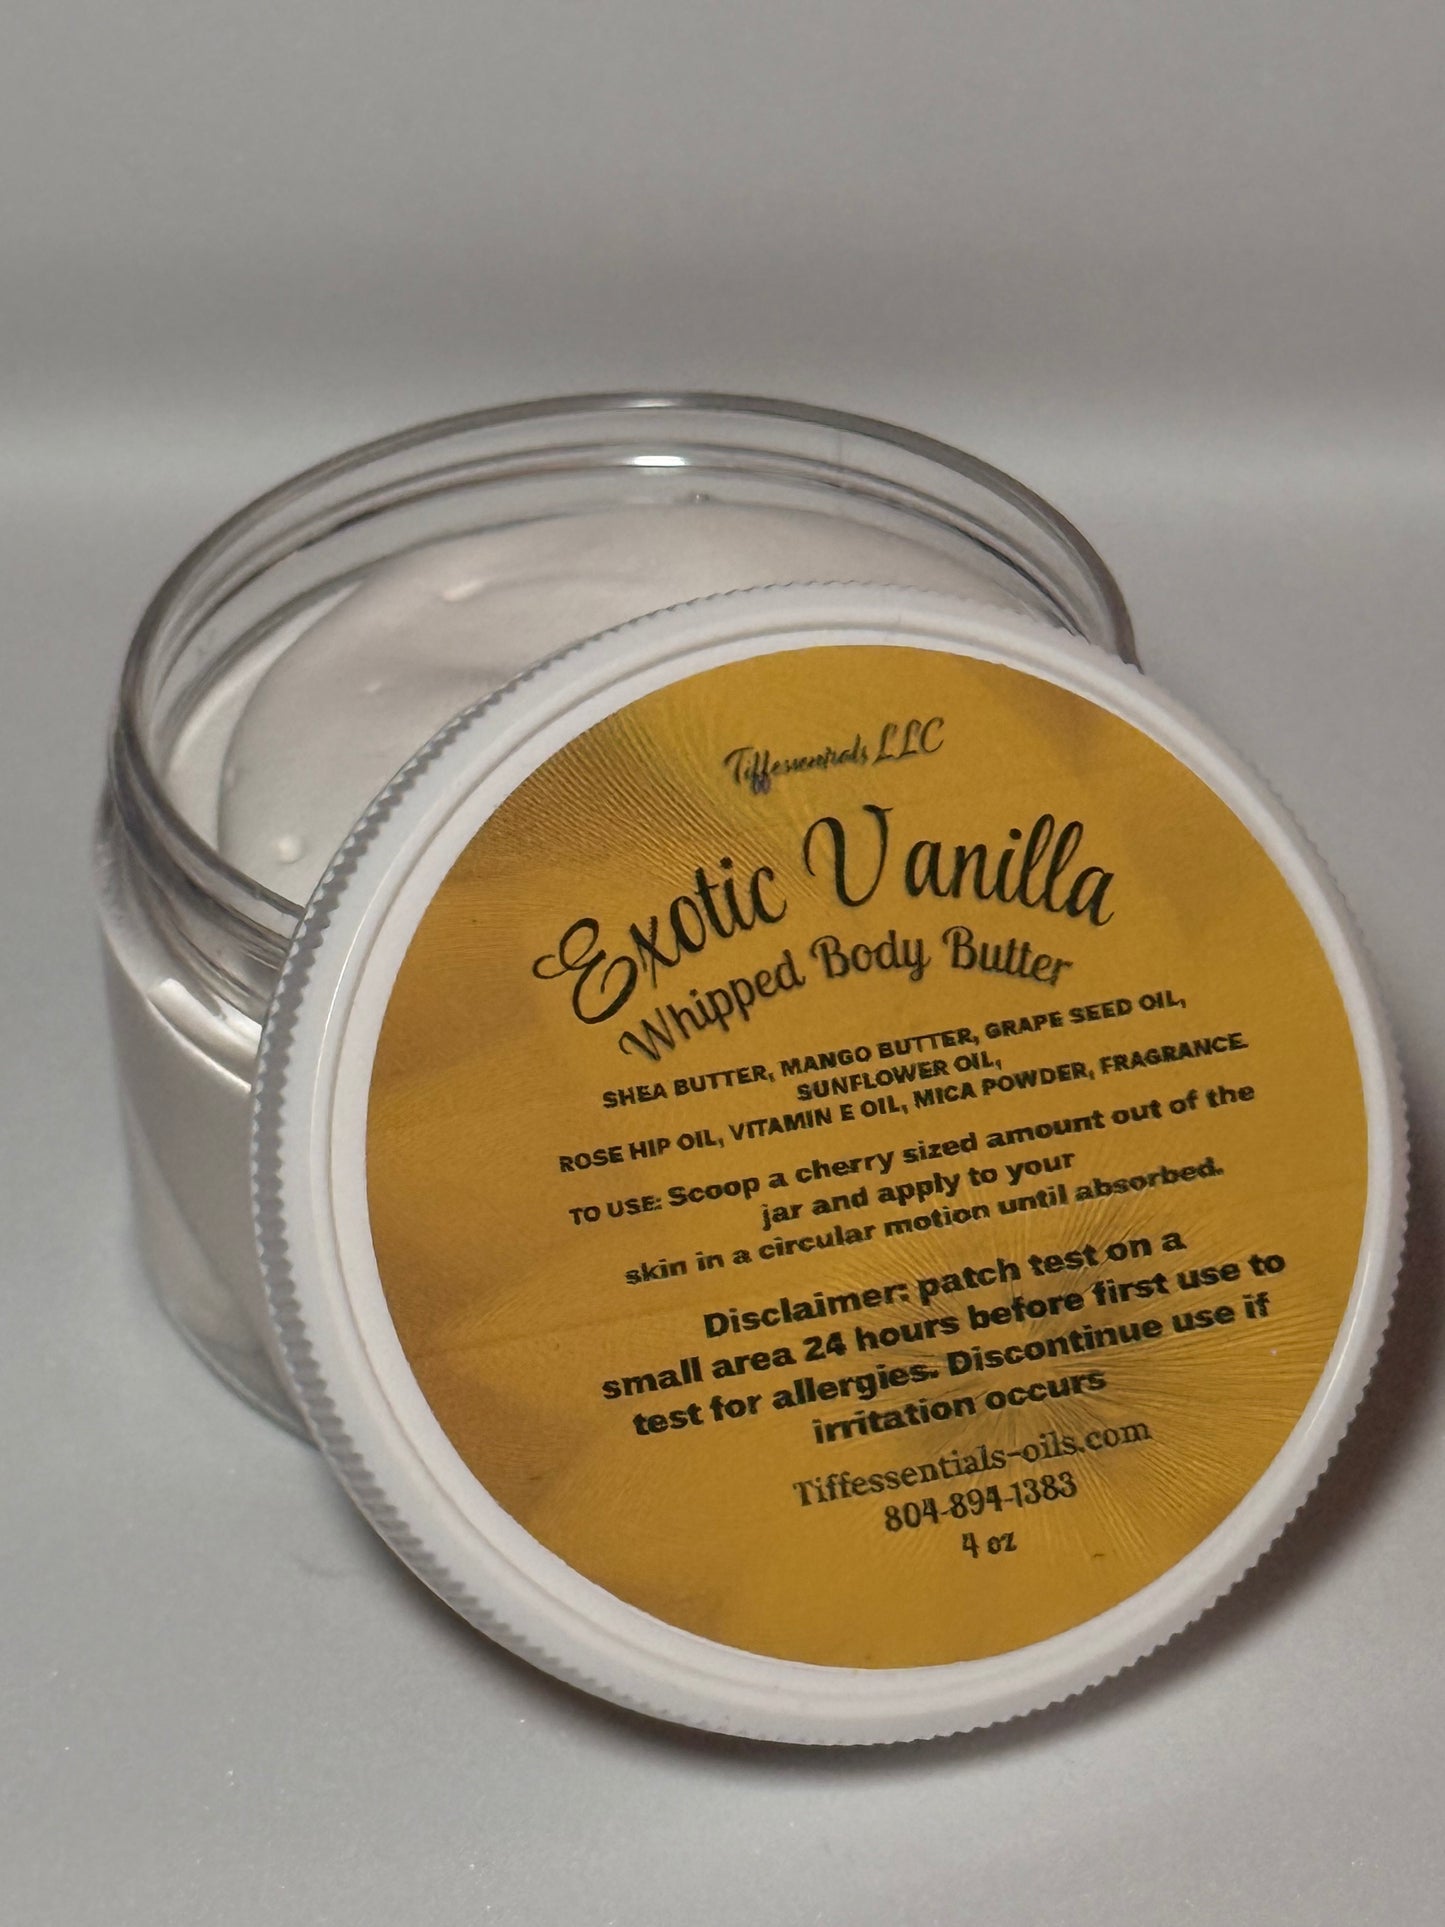 Tiffessentials LLC
Exotic Vanilla
Whipped Body Butter
SHEA BUTTER, MANGO BUTTER, GRAPE SEED OIL,
SUNFLOWER OIL,
ROSE HIP OIL, VITAMIN E OIL, MICA POWDER, FRAGRANCE.
TO USE: Scoop a cherry sized amount out of the
jar and apply to your
skin in a circular motion until absorbed.
Disclaimer: patch test on a
small area 24 hours before first use to
test for allergies. Discontinue use if
irritation occurs
Tiffessentials-oils.com
804-894-1383
4 oz